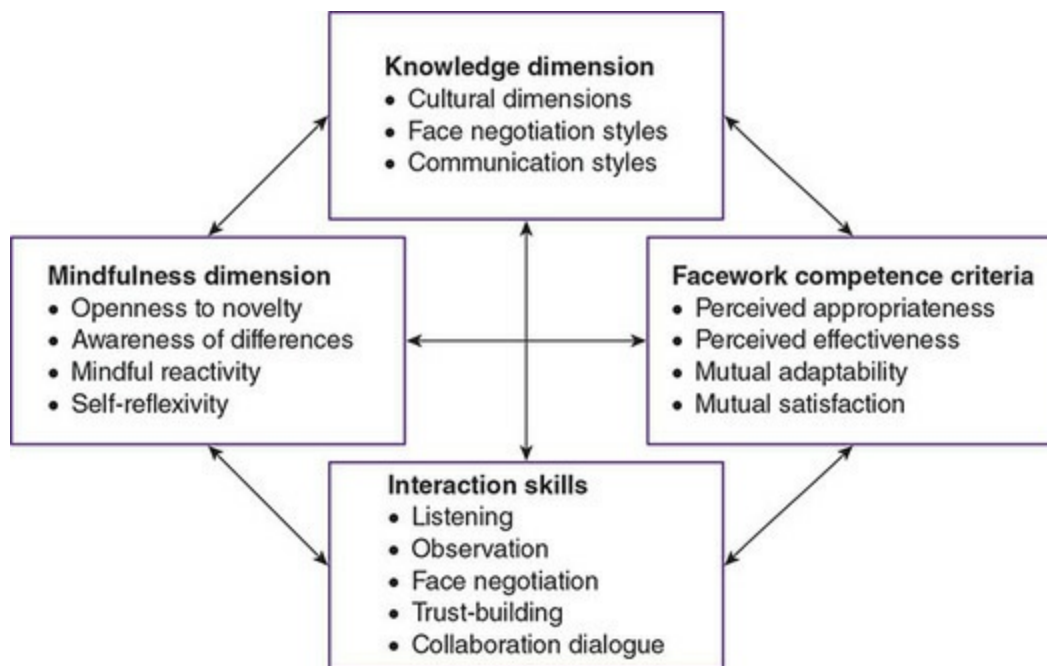 Knowledge dimension
• Cultural dimensions
• Face negotiation styles
• Communication styles
Mindfulness dimension
• Openness to novelty
• Awareness of differences
• Mindful reactivity
• Self-reflexivity
Facework competence criteria
• Perceived appropriateness
• Perceived effectiveness
• Mutual adaptability
• Mutual satisfaction
Interaction skills
• Listening
• Observation
• Face negotiation
• Trust-building
• Collaboration dialogue